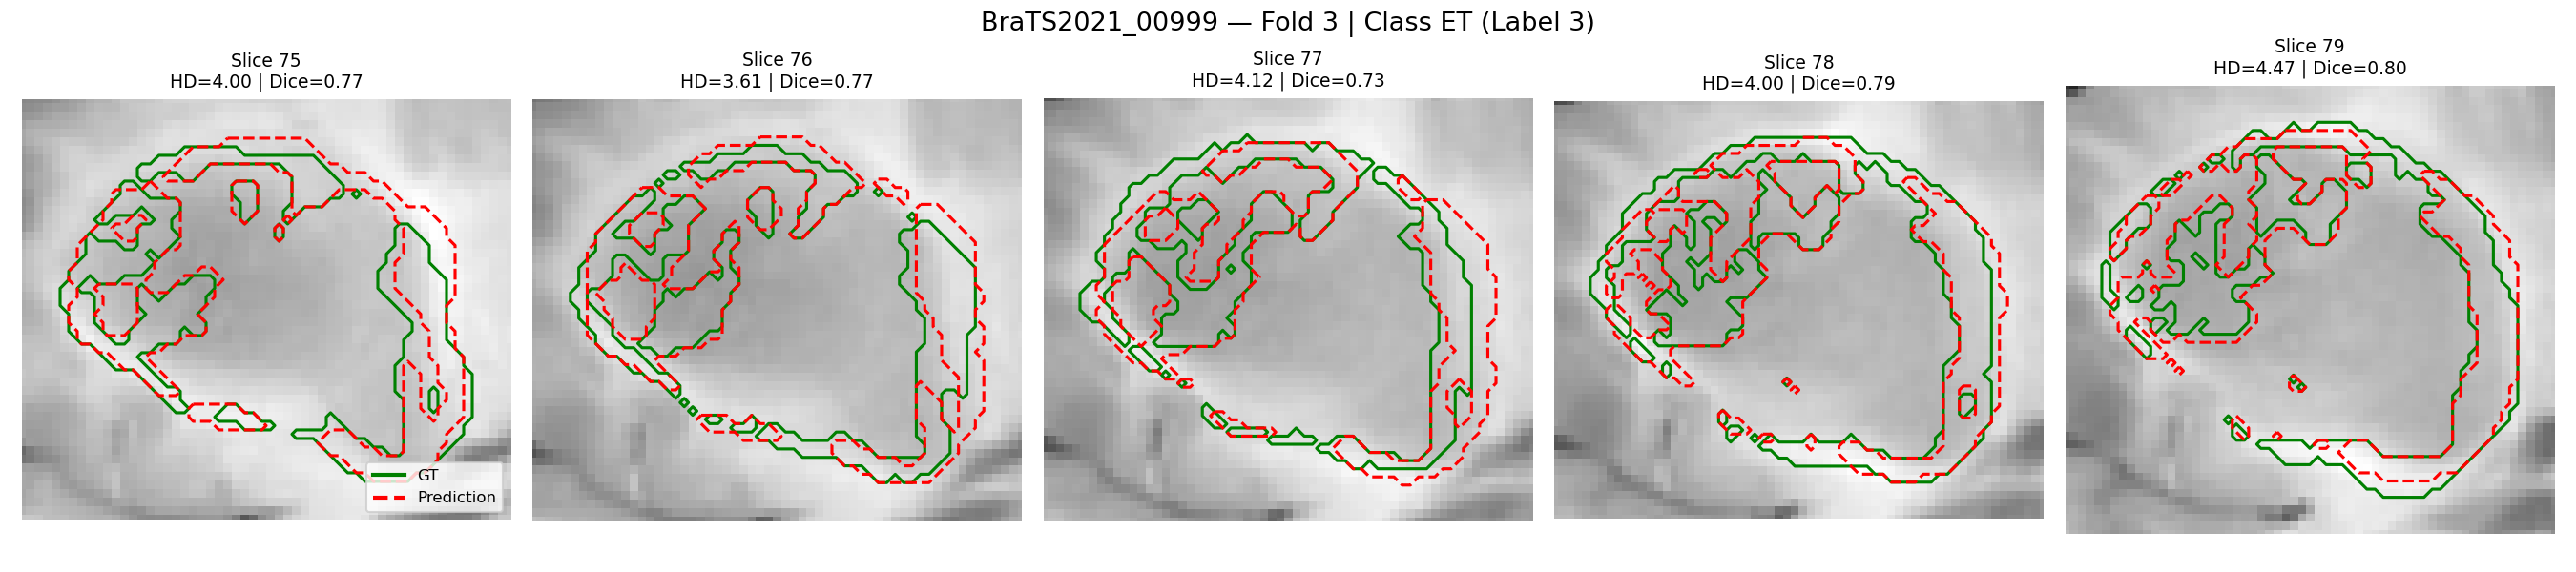 BraTS2021_00999 — Fold 3 | Class ET (Label 3)
Slice 75
HD=4.00 | Dice=0.77
Slice 76
HD=3.61 | Dice=0.77
Slice 77
HD=4.12 | Dice=0.73
Slice 78
HD=4.00 | Dice=0.79
Slice 79
HD=4.47 | Dice=0.80
GT
Prediction